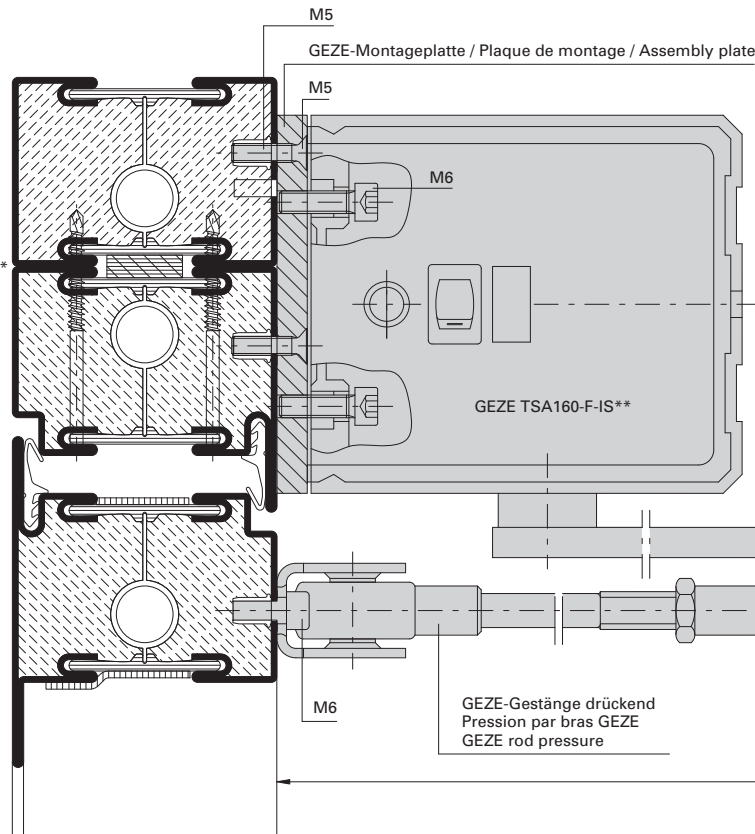 M5
GEZE-Montageplatte / Plaque de montage / Assembly plate
M5
M6
*
GEZE TSA160-F-IS**
M6
GEZE-Gestänge drückend
Pression par bras GEZE
GEZE rod pressure